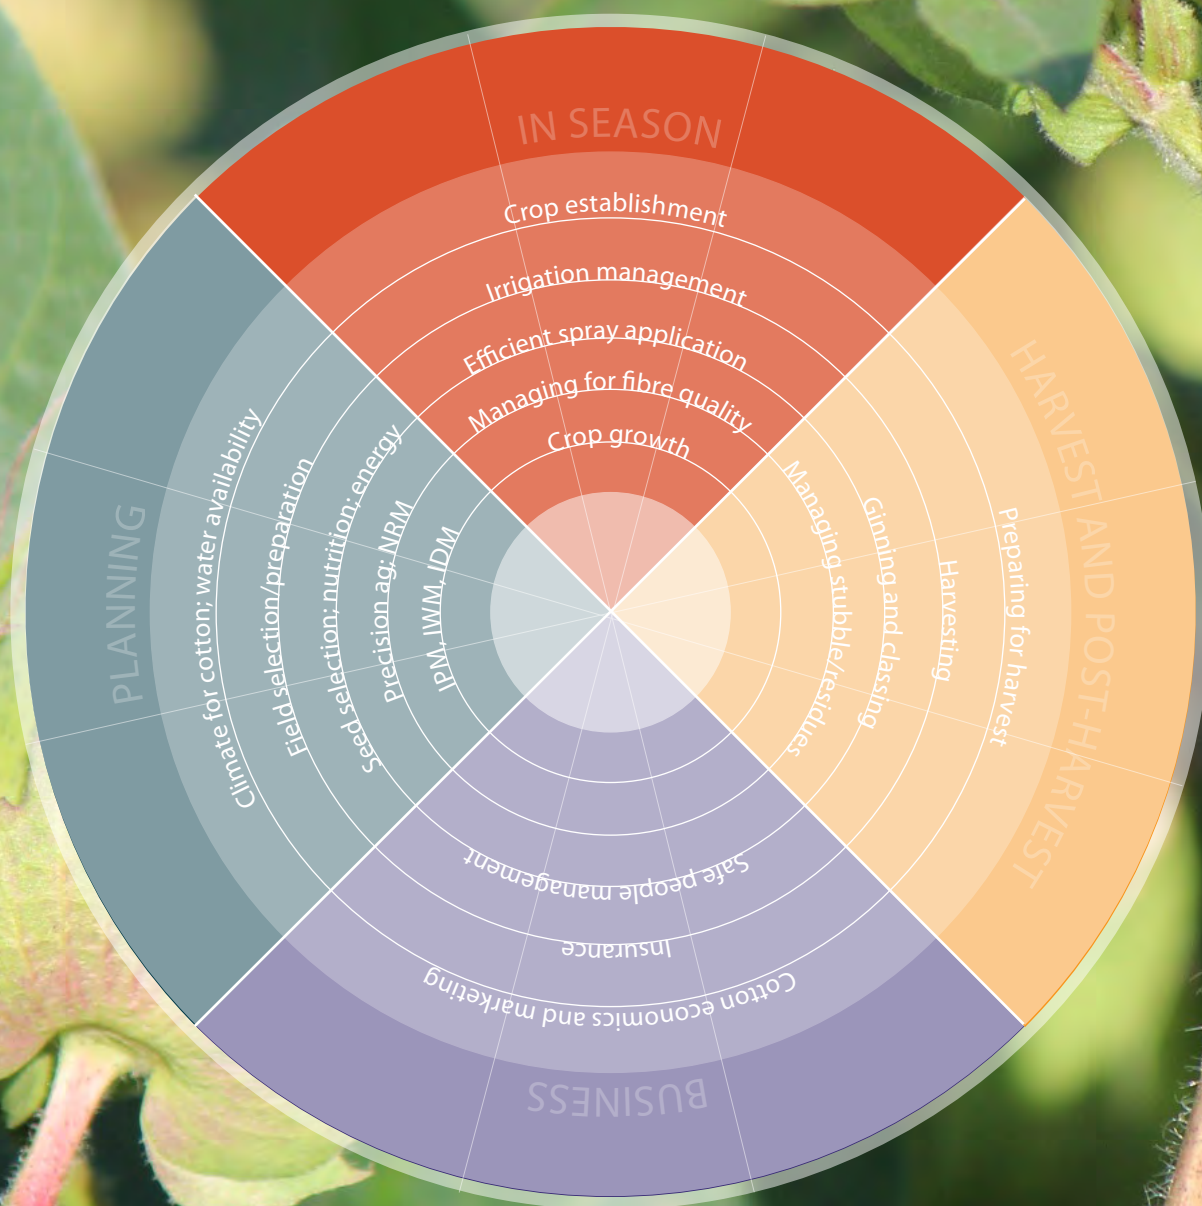 IN SEASON
Crop establishment
Irrigation management
Efficient spray application
Managing for fibre quality
Crop growth
HARVEST AND POST-HARVEST
Preparing for harvest
Harvesting
Ginning and classing
Managing stubble/residues
BUSINESS
Cotton economics and marketing
Insurance
Safe people management
PLANNING
Climate for cotton; water availability
Field selection/preparation
Seed selection; nutrition; energy
Precision ag; NRM
IPM, IWM, IDM